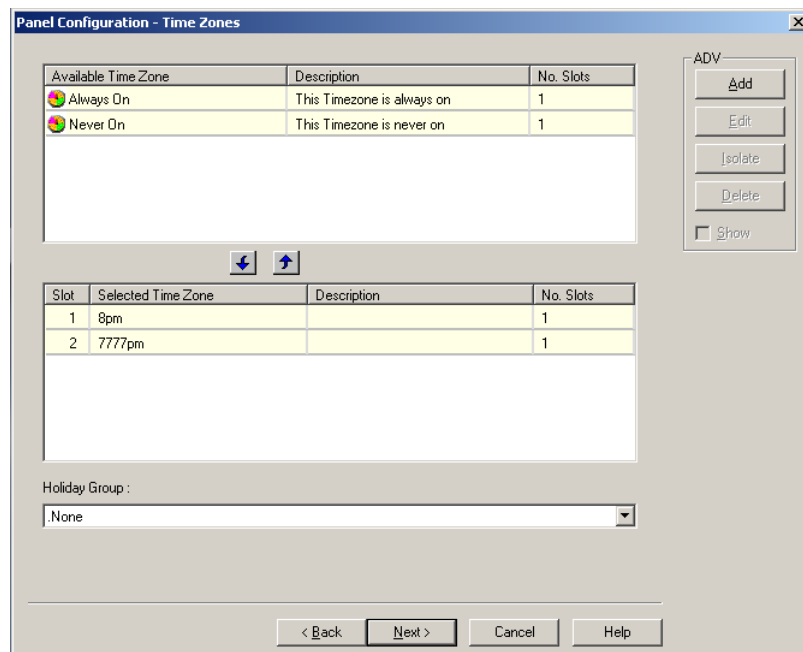 Panel Configuration - Time Zones
Available Time Zone Description No. Slots
Always On This Timezone is always on 1
Never On This Timezone is never on 1
ADV
Add
Edit
Isolate
Delete
Show
Slot Selected Time Zone Description No. Slots
1 8pm 1
2 7777pm 1
Holiday Group :
.None
< Back Next > Cancel Help